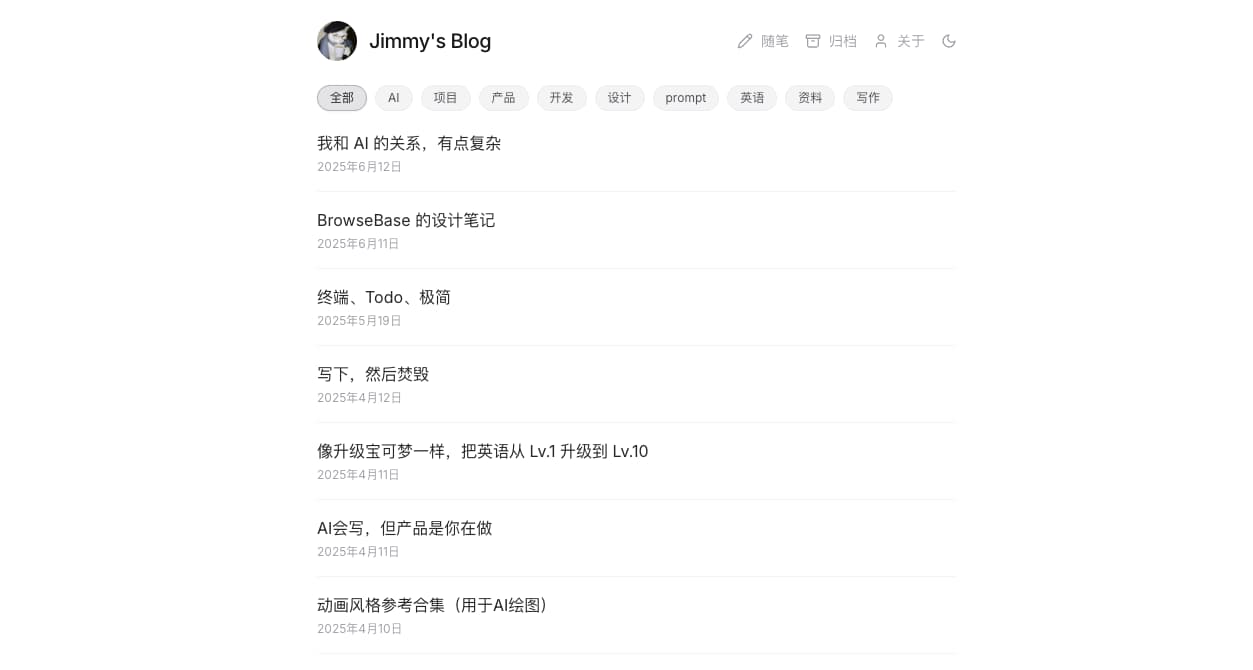 Jimmy's Blog
随笔 归档 关于
全部 AI 项目 产品 开发 设计 prompt 英语 资料 写作
我和 AI 的关系，有点复杂
2025年6月12日
BrowseBase 的设计笔记
2025年6月11日
终端、Todo、极简
2025年5月19日
写下，然后焚毁
2025年4月12日
像升级宝可梦一样，把英语从 Lv.1 升级到 Lv.10
2025年4月11日
AI会写，但产品是你在做
2025年4月11日
动画风格参考合集（用于AI绘图）
2025年4月10日